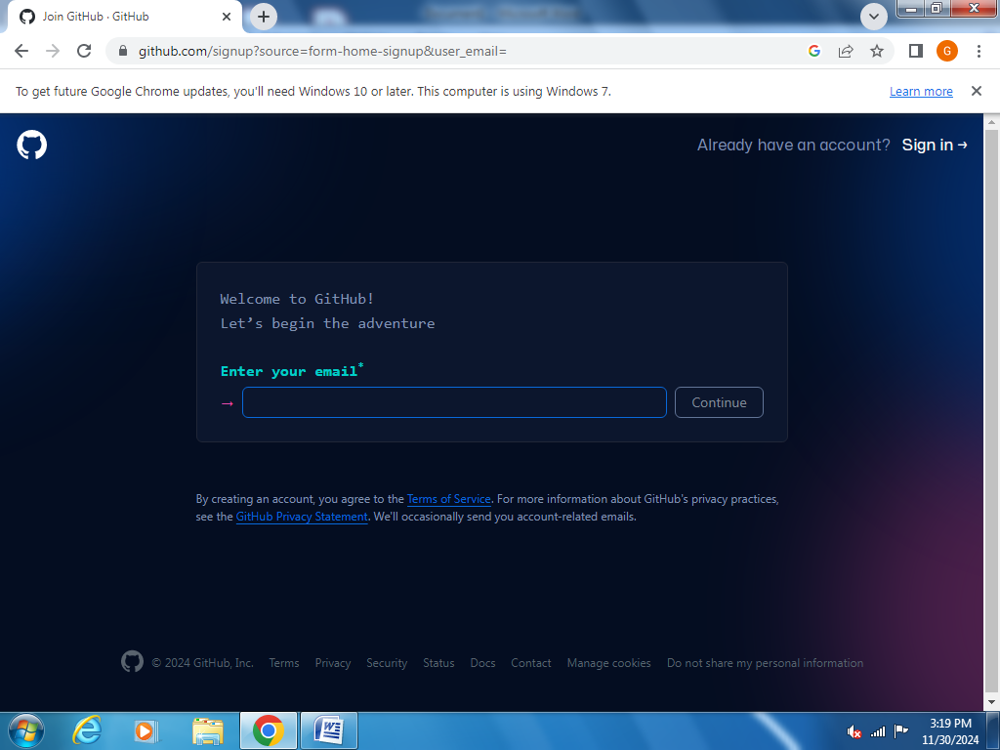 Join GitHub · GitHub
github.com/signup?source=form-home-signup&user_email=
G
To get future Google Chrome updates, you'll need Windows 10 or later. This computer is using Windows 7.
Learn more
Already have an account? Sign in →
Welcome to GitHub!
Let’s begin the adventure
Enter your email*
→
Continue
By creating an account, you agree to the Terms of Service. For more information about GitHub's privacy practices,
see the GitHub Privacy Statement. We'll occasionally send you account-related emails.
© 2024 GitHub, Inc. Terms Privacy Security Status Docs Contact Manage cookies Do not share my personal information
3:19 PM
11/30/2024